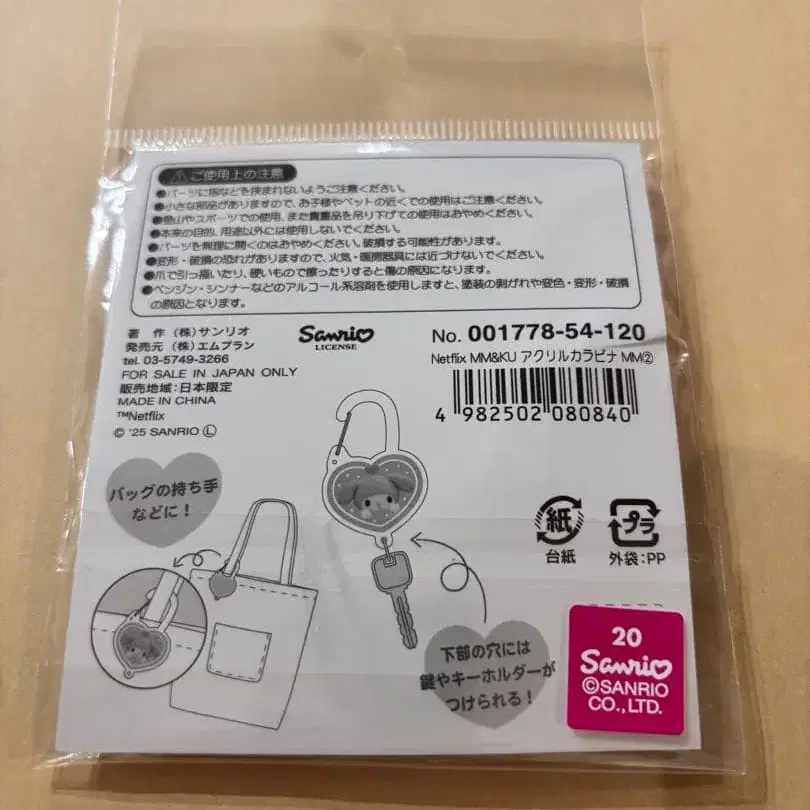 ⚠ご使用上の注意
●パーツに指などを挟まれないようご注意ください。
●小さな部品がありますので、お子様やペットの近くでの使用はご注意ください。
●登山やスポーツでの使用、また貴重品を吊り下げての使用はおやめください。
●本来の目的、用途以外には使用しないでください。
●パーツを無理に開くのはおやめください。破損する可能性があります。
●変形・破損の恐れがありますので、火気・暖房器具には近づけないでください。
●爪で引っ掻いたり、硬いもので擦ったりすると傷の原因になります。
●ベンジン・シンナーなどのアルコール系溶剤を使用しますと、塗装の剥がれや変色・変形・破損
の原因となります。
著 作 (株)サンリオ
発売元 (株)エムプラン
tel. 03-5749-3266
FOR SALE IN JAPAN ONLY
販売地域:日本限定
MADE IN CHINA
™Netflix
© '25 SANRIO Ⓛ
Sanrio
LICENSE
No. 001778-54-120
Netflix MM&KU アクリルカラビナ MM②
4 982502 080840
バッグの持ち手
などに!
紙
台紙
プラ
外袋:PP
下部の穴には
鍵やキーホルダーが
つけられる!
20
Sanrio
©SANRIO
CO.,LTD.